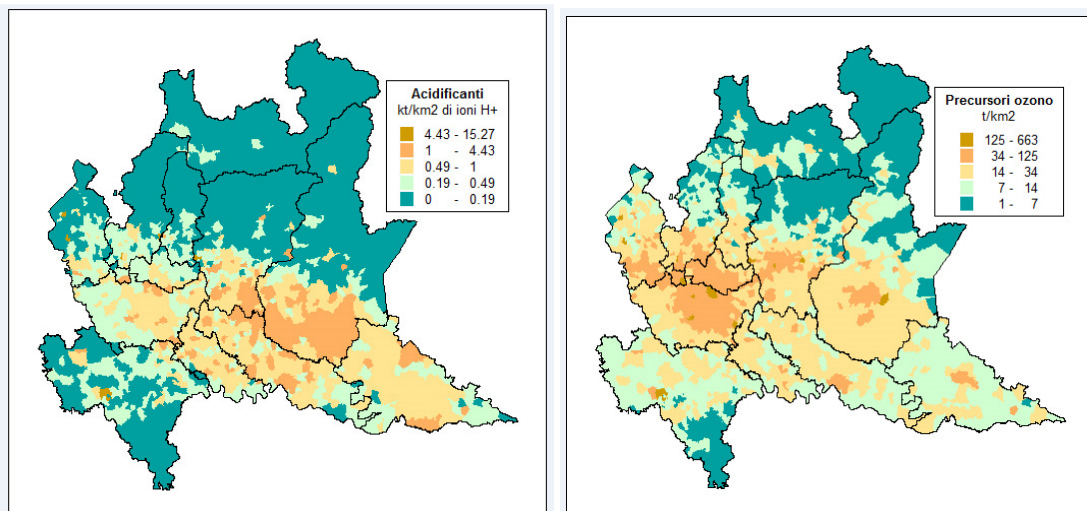 Acidificanti
kt/km2 di ioni H+
4.43 - 15.27
1 - 4.43
0.49 - 1
0.19 - 0.49
0 - 0.19
Precursori ozono
t/km2
125 - 663
34 - 125
14 - 34
7 - 14
1 - 7